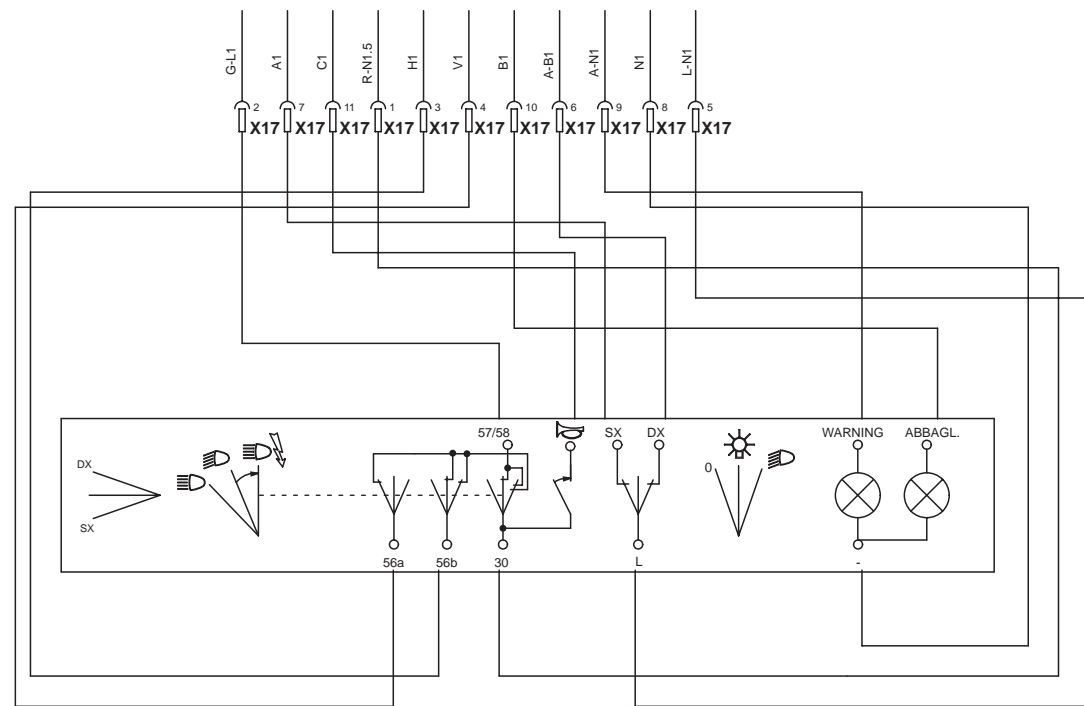 G-L1 A1 C1 R-N1.5 H1 V1 B1 A-B1 A-N1 N1 L-N1
2 7 11 1 3 4 10 6 9 8 5
X17 X17 X17 X17 X17 X17 X17 X17 X17 X17 X17
57/58 SX DX WARNING ABBAGL.
DX
0
SX
56a 56b 30 L -